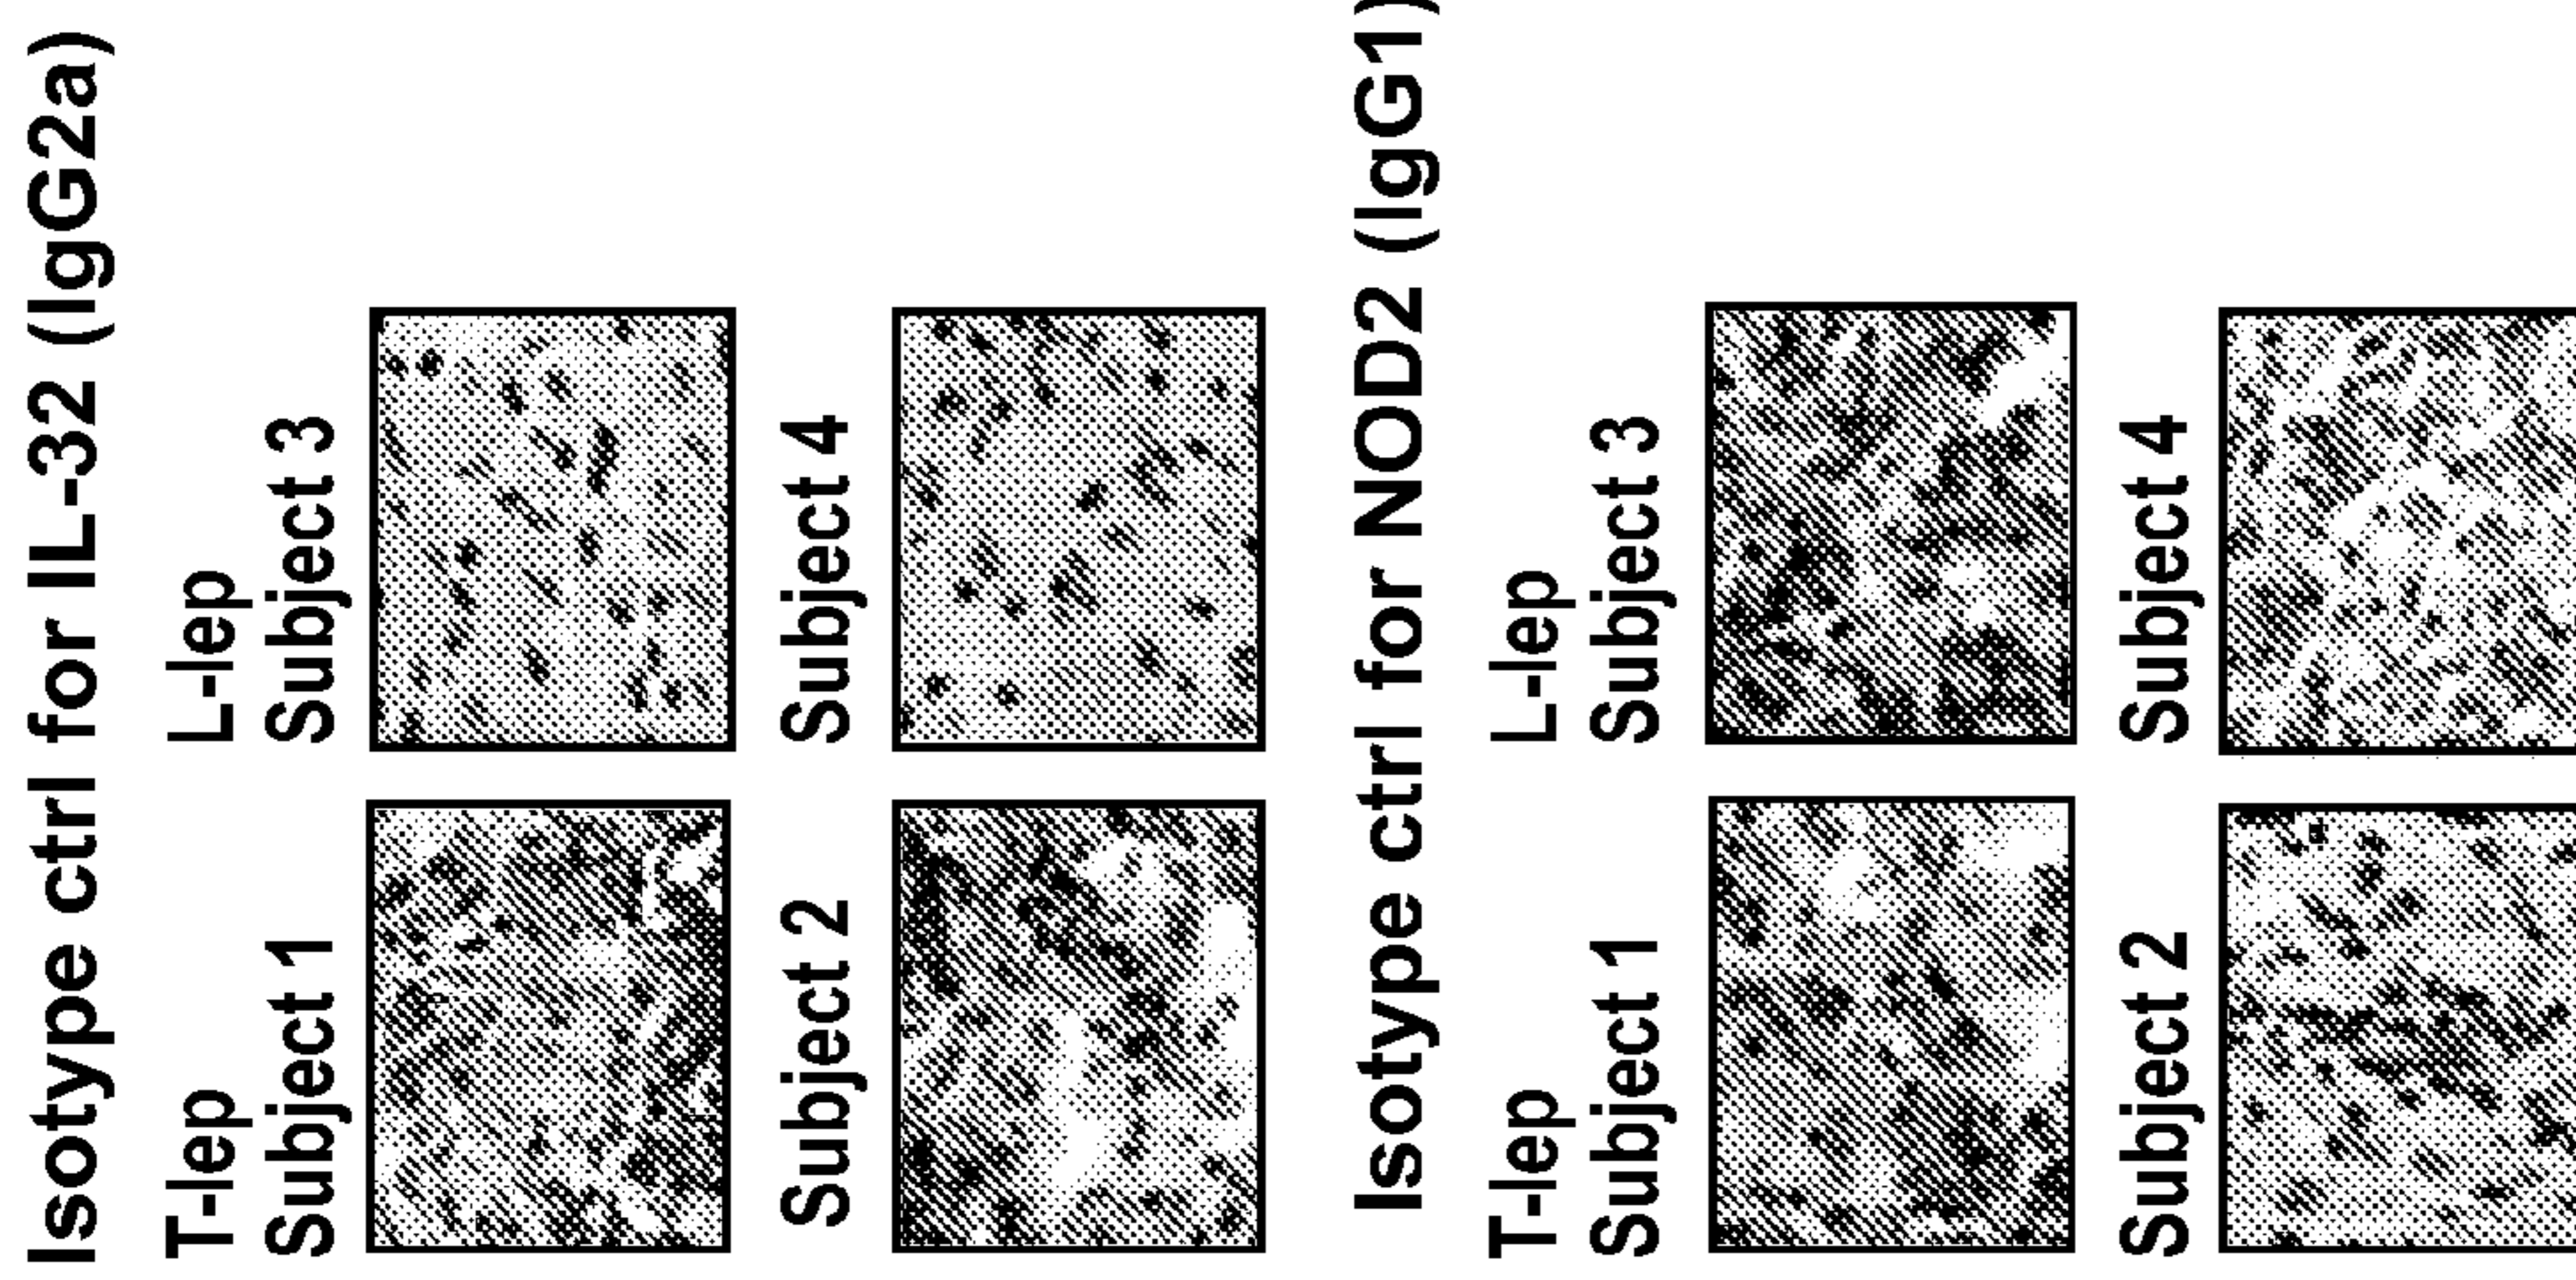 Isotype ctrl for IL-32 (IgG2a)
T-lep L-lep
Subject 1 Subject 3
Subject 2 Subject 4
Isotype ctrl for NOD2 (IgG1)
T-lep L-lep
Subject 1 Subject 3
Subject 2 Subject 4